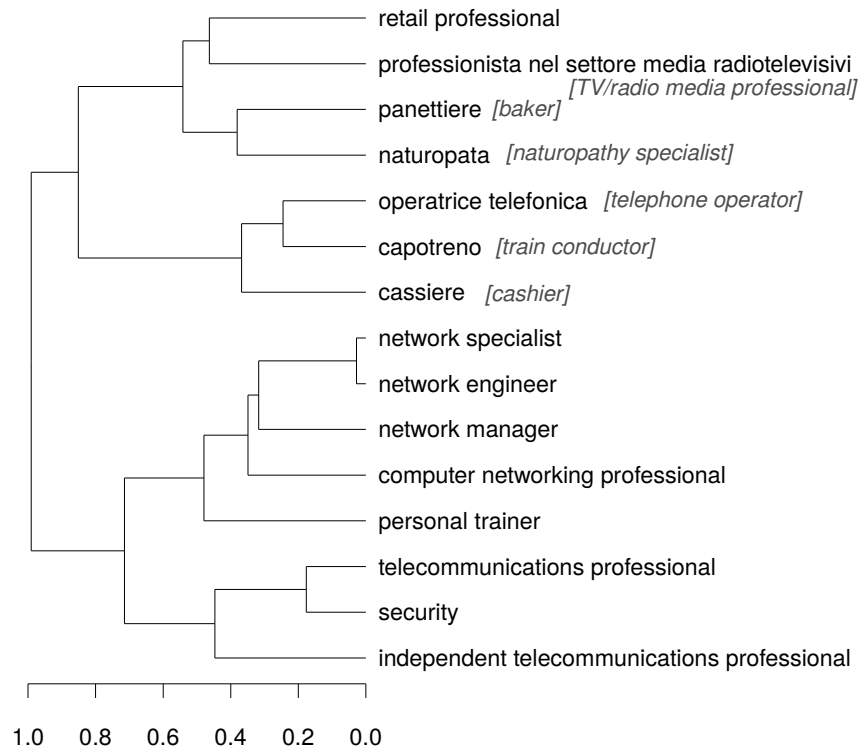 retail professional
professionista nel settore media radiotelevisivi
[TV/radio media professional]
panettiere [baker]
naturopata [naturopathy specialist]
operatrice telefonica [telephone operator]
capotreno [train conductor]
cassiere [cashier]
network specialist
network engineer
network manager
computer networking professional
personal trainer
telecommunications professional
security
independent telecommunications professional
1.0 0.8 0.6 0.4 0.2 0.0